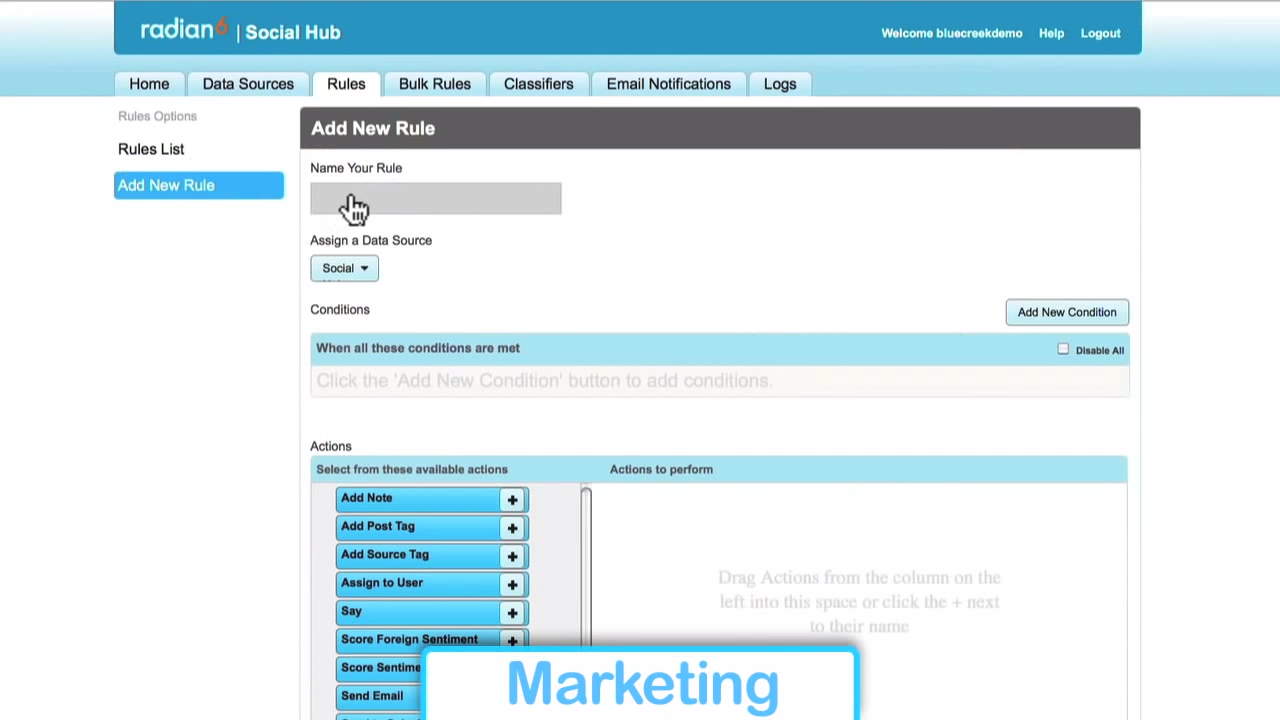 radian6 | Social Hub
Welcome bluecreekdemo Help Logout
Home Data Sources Rules Bulk Rules Classifiers Email Notifications Logs
Rules Options
Rules List
Add New Rule
Add New Rule
Name Your Rule
Assign a Data Source
Social
Conditions
Add New Condition
When all these conditions are met
Disable All
Click the 'Add New Condition' button to add conditions.
Actions
Select from these available actions
Actions to perform
Add Note
Add Post Tag
Add Source Tag
Assign to User
Say
Score Foreign Sentiment
Score Sentime
Send Email
Drag Actions from the column on the
left into this space or click the + next
to their name
Marketing